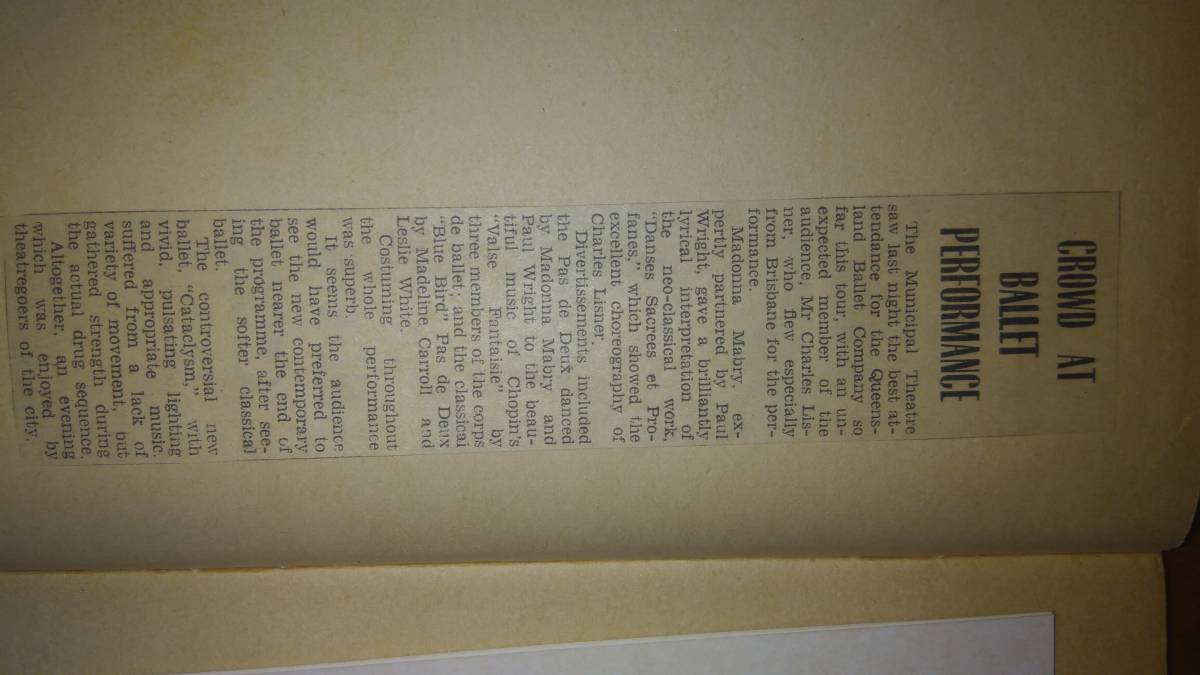 CROWD AT
BALLET
PERFORMANCE
The Municipal Theatre
saw last night the best at-
tendance for the Queens-
land Ballet Company so
far this tour, with an un-
expected member of the
audience, Mr Charles Lis-
ner, who flew especially
from Brisbane for the per-
formance.
Madonna Mabry, ex-
pertly partnered by Paul
Wright, gave a brilliantly
lyrical interpretation of
the neo-classical work,
"Danses Sacrees et Pro-
fanes," which showed the
excellent choreography of
Charles Lisner.
Divertissements included
the Pas de Deux danced
by Madonna Mabry and
Paul Wright to the beau-
tiful music of Chopin's
"Valse Fantaisie" by
three members of the corps
de ballet; and the classical
"Blue Bird" Pas de Deux
by Madeline Carroll and
Leslie White.
Costuming throughout
the whole performance
was superb.
It seems the audience
would have preferred to
see the new contemporary
ballet nearer the end of
the programme, after see-
ing the softer classical
ballet.
The controversial new
ballet, "Cataclysm," with
vivid, pulsating lighting
and appropriate music,
suffered from a lack of
variety of movement, but
gathered strength during
the actual drug sequence.
Altogether, an evening
which was enjoyed by
theatregoers of the city.